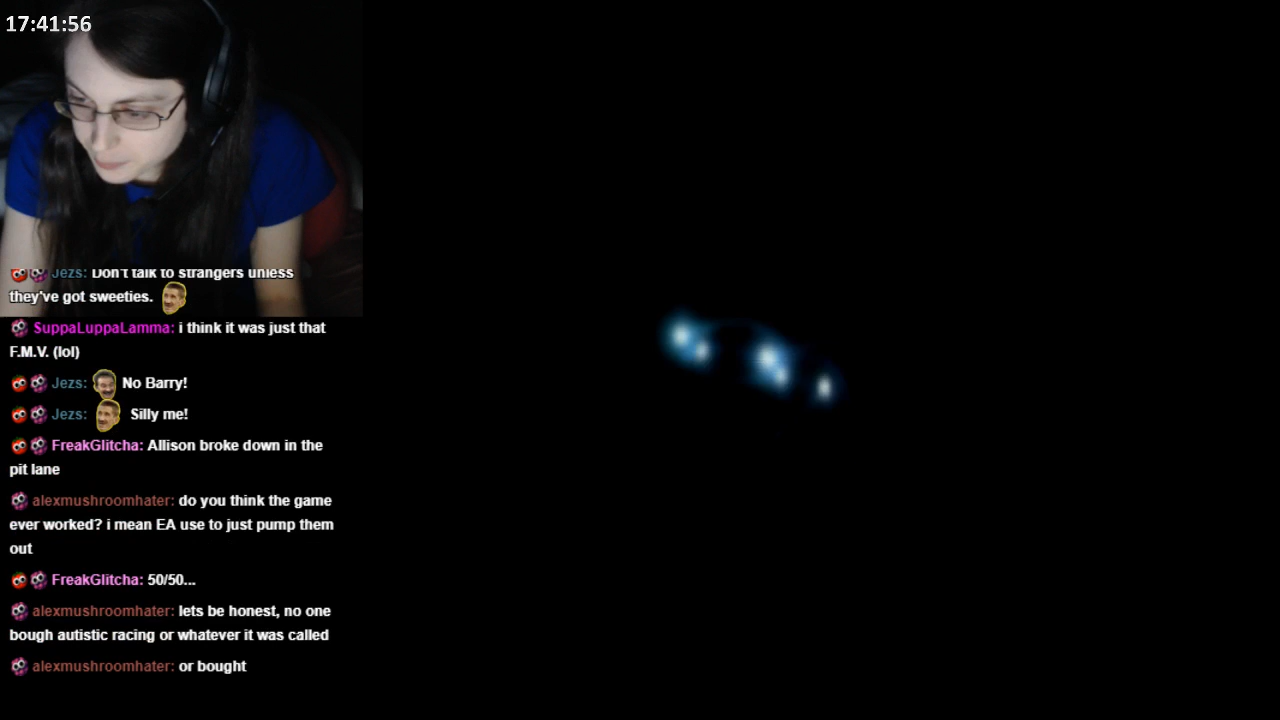 17:41:56
Jezs: Don't talk to strangers unless
they've got sweeties.
SuppaLuppaLamma: i think it was just that
F.M.V. (lol)
Jezs: No Barry!
Jezs: Silly me!
FreakGlitcha: Allison broke down in the
pit lane
alexmushroomhater: do you think the game
ever worked? i mean EA use to just pump them
out
FreakGlitcha: 50/50...
alexmushroomhater: lets be honest, no one
bough autistic racing or whatever it was called
alexmushroomhater: or bought